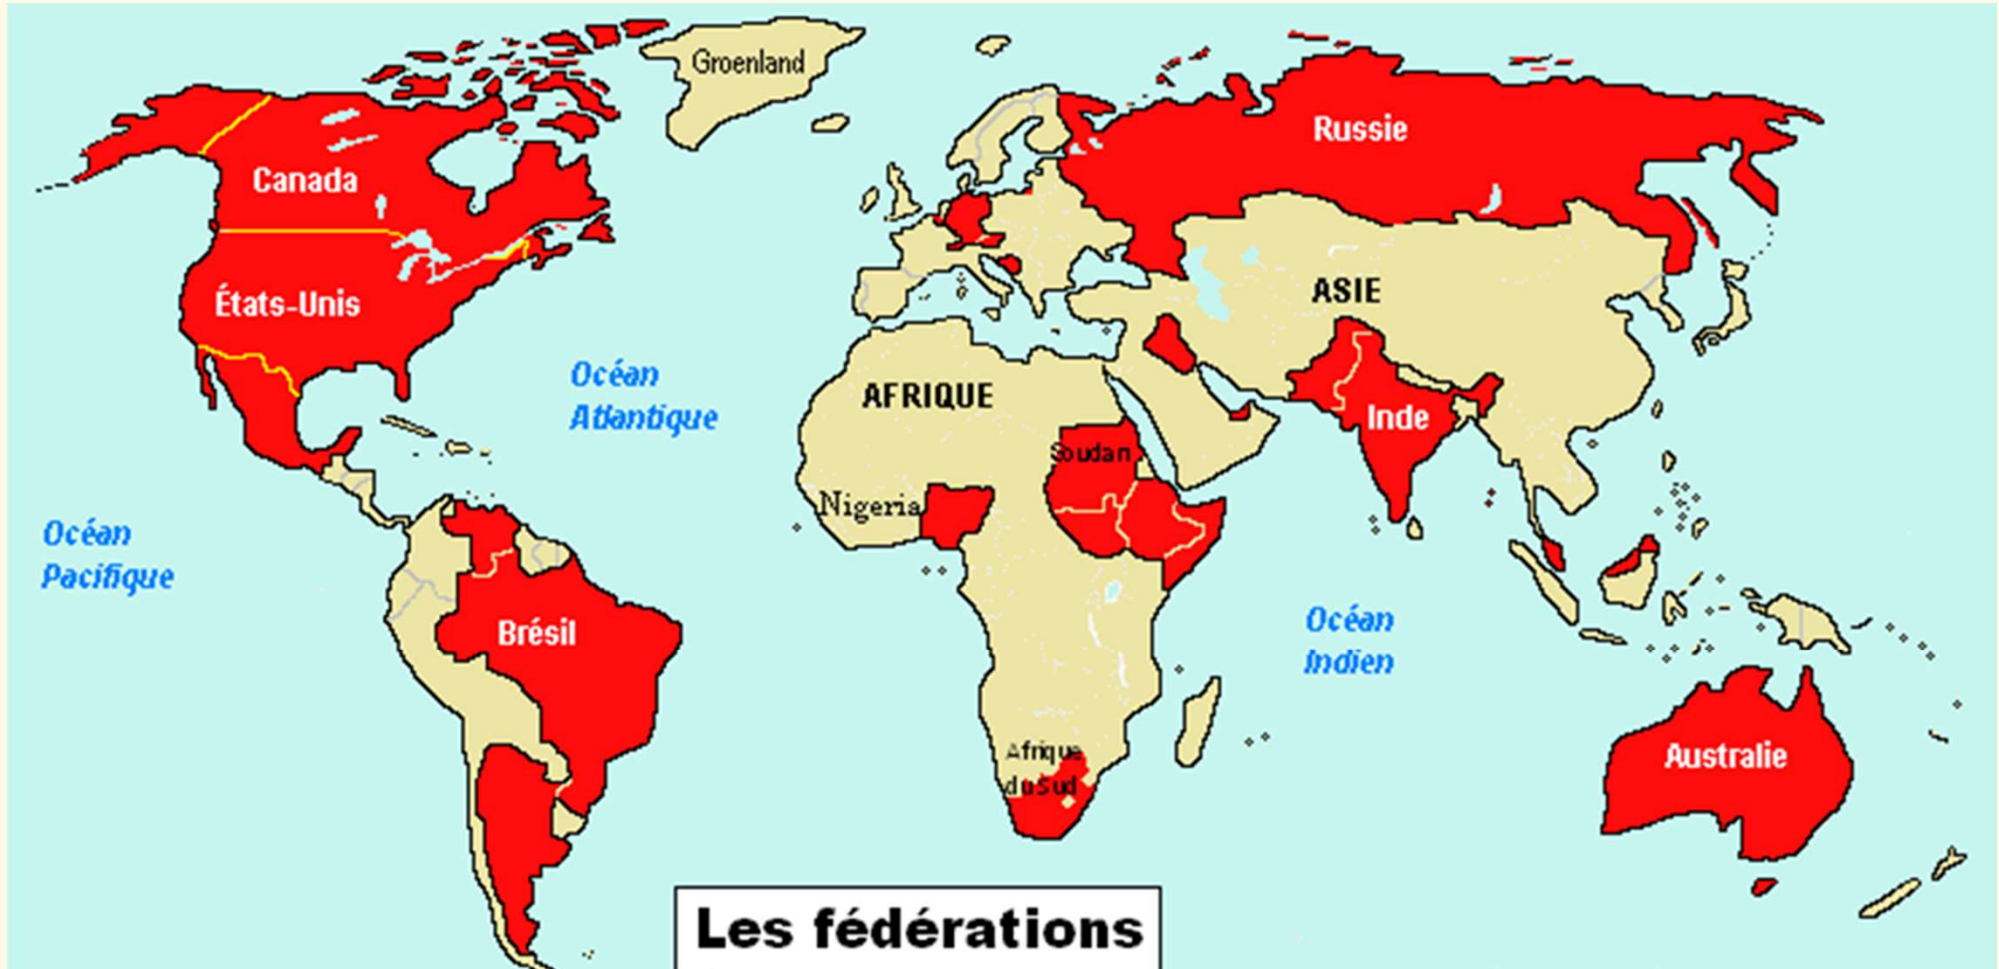 Groenland
Russie
Canada
États-Unis
ASIE
Océan
Atlantique
AFRIQUE
Inde
Soudan
Nigeria
Océan
Pacifique
Brésil
Océan
Indien
Afrique
du Sud
Australie
Les fédérations